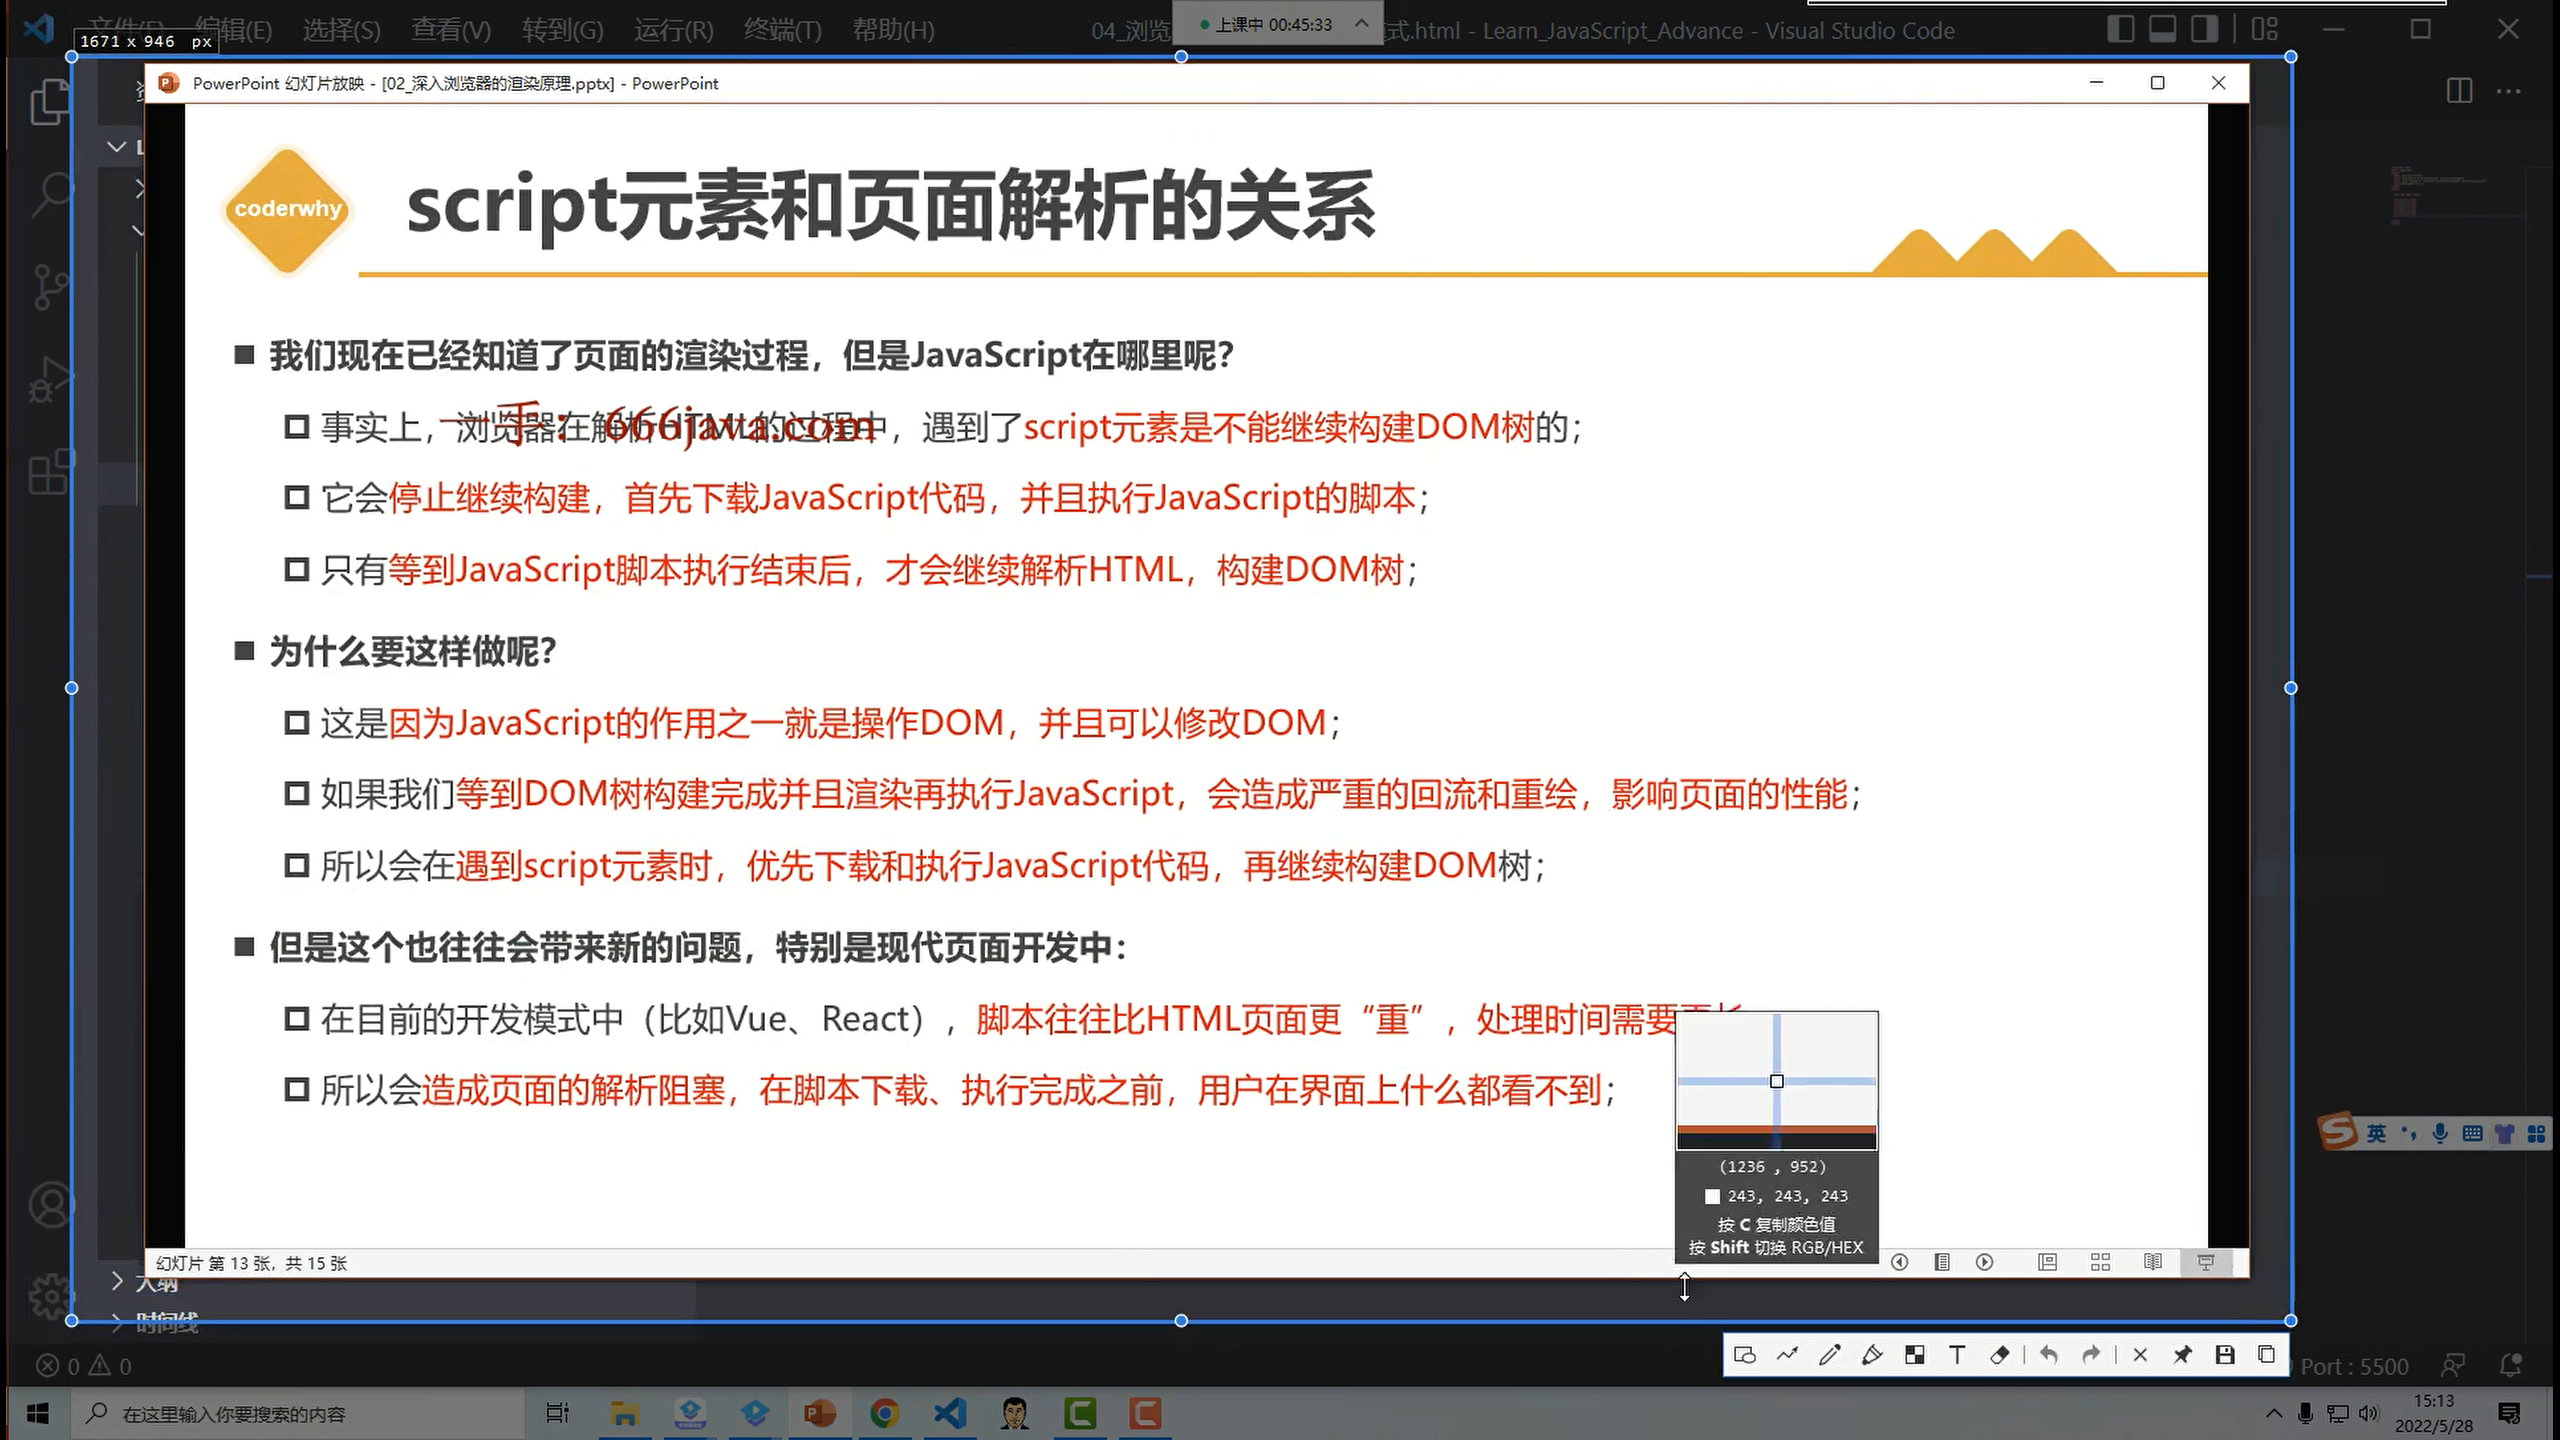 文件(F) 编辑(E) 选择(S) 查看(V) 转到(G) 运行(R) 终端(T) 帮助(H)
上课中 00:45:33
04_浏览 式.html - Learn_JavaScript_Advance - Visual Studio Code
1671 x 946 px
PowerPoint 幻灯片放映 - [02_深入浏览器的渲染原理.pptx] - PowerPoint
coderwhy
script元素和页面解析的关系
我们现在已经知道了页面的渲染过程，但是JavaScript在哪里呢？
事实上，浏览器在解析HTML的过程中，遇到了script元素是不能继续构建DOM树的；
一手：666java.com
它会停止继续构建，首先下载JavaScript代码，并且执行JavaScript的脚本；
只有等到JavaScript脚本执行结束后，才会继续解析HTML，构建DOM树；
为什么要这样做呢？
这是因为JavaScript的作用之一就是操作DOM，并且可以修改DOM；
如果我们等到DOM树构建完成并且渲染再执行JavaScript，会造成严重的回流和重绘，影响页面的性能；
所以会在遇到script元素时，优先下载和执行JavaScript代码，再继续构建DOM树；
但是这个也往往会带来新的问题，特别是现代页面开发中：
在目前的开发模式中（比如Vue、React），脚本往往比HTML页面更“重”，处理时间需要
所以会造成页面的解析阻塞，在脚本下载、执行完成之前，用户在界面上什么都看不到；
(1236 , 952)
243, 243, 243
按 C 复制颜色值
按 Shift 切换 RGB/HEX
英
幻灯片 第 13 张，共 15 张
大纲
时间线
0 0
Port : 5500
在这里输入你要搜索的内容
15:13
2022/5/28